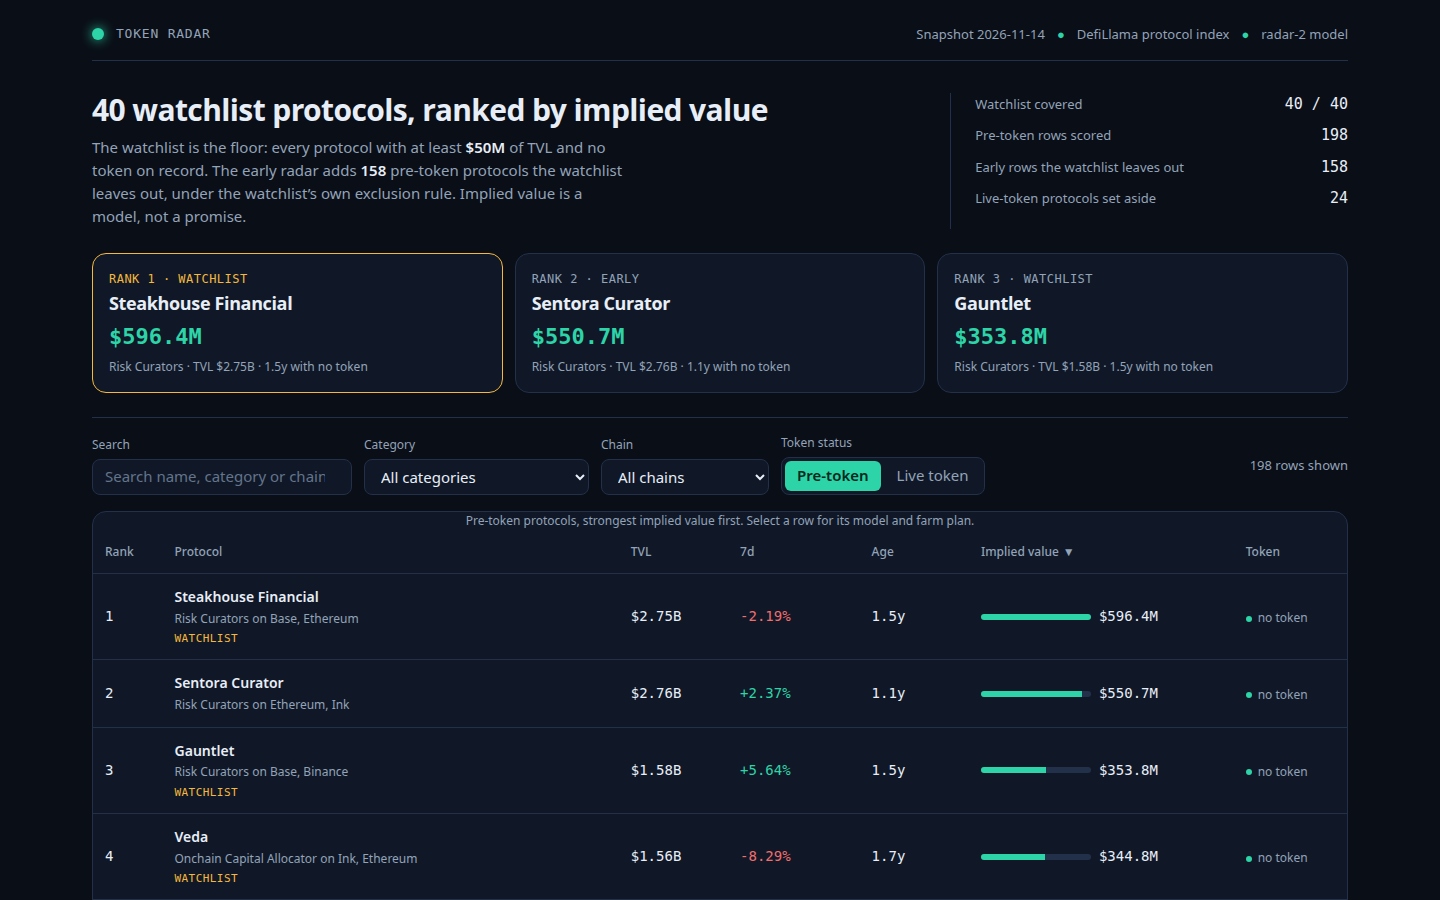 TOKEN RADAR
Snapshot 2026-11-14 ● DefiLlama protocol index ● radar-2 model
40 watchlist protocols, ranked by implied value
The watchlist is the floor: every protocol with at least $50M of TVL and no
token on record. The early radar adds 158 pre-token protocols the watchlist
leaves out, under the watchlist’s own exclusion rule. Implied value is a
model, not a promise.
Watchlist covered 40 / 40
Pre-token rows scored 198
Early rows the watchlist leaves out 158
Live-token protocols set aside 24
RANK 1 · WATCHLIST
Steakhouse Financial
$596.4M
Risk Curators · TVL $2.75B · 1.5y with no token
RANK 2 · EARLY
Sentora Curator
$550.7M
Risk Curators · TVL $2.76B · 1.1y with no token
RANK 3 · WATCHLIST
Gauntlet
$353.8M
Risk Curators · TVL $1.58B · 1.5y with no token
Search
Search name, category or chain
Category
All categories
Chain
All chains
Token status
Pre-token Live token
198 rows shown
Pre-token protocols, strongest implied value first. Select a row for its model and farm plan.
Rank Protocol TVL 7d Age Implied value ▼ Token
1 Steakhouse Financial $2.75B -2.19% 1.5y $596.4M no token
Risk Curators on Base, Ethereum
WATCHLIST
2 Sentora Curator $2.76B +2.37% 1.1y $550.7M no token
Risk Curators on Ethereum, Ink
3 Gauntlet $1.58B +5.64% 1.5y $353.8M no token
Risk Curators on Base, Binance
WATCHLIST
4 Veda $1.56B -8.29% 1.7y $344.8M no token
Onchain Capital Allocator on Ink, Ethereum
WATCHLIST